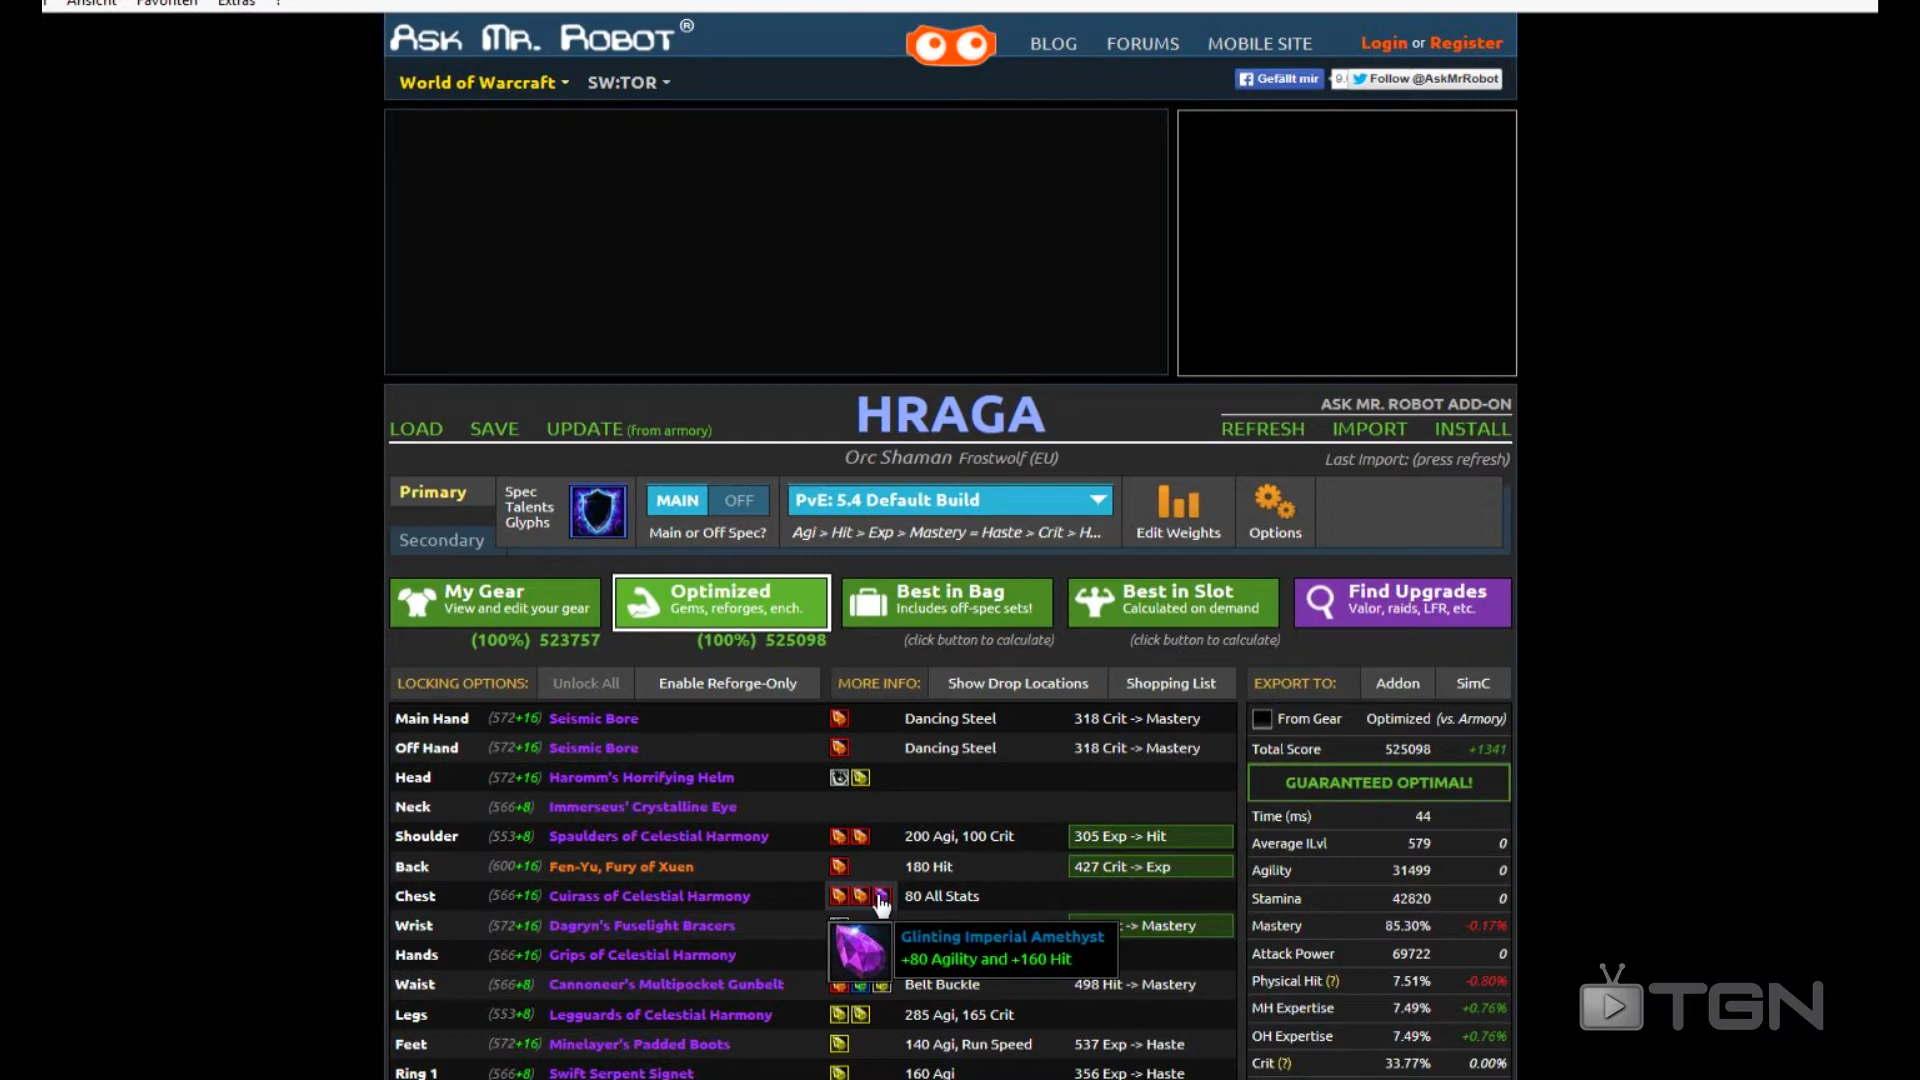 Ansicht Favoriten Extras ?
ASK MR. ROBOT®
BLOG FORUMS MOBILE SITE Login or Register
World of Warcraft SW:TOR
Gefällt mir 9. Follow @AskMrRobot
HRAGA
ASK MR. ROBOT ADD-ON
LOAD SAVE UPDATE (from armory)
REFRESH IMPORT INSTALL
Orc Shaman Frostwolf (EU)
Last Import: (press refresh)
Primary
Secondary
Spec
Talents
Glyphs
MAIN OFF
Main or Off Spec?
PvE: 5.4 Default Build
Agi > Hit > Exp > Mastery = Haste > Crit > H...
Edit Weights
Options
My Gear
View and edit your gear
(100%) 523757
Optimized
Gems, reforges, ench.
(100%) 525098
Best in Bag
Includes off-spec sets!
(click button to calculate)
Best in Slot
Calculated on demand
(click button to calculate)
Find Upgrades
Valor, raids, LFR, etc.
LOCKING OPTIONS: Unlock All Enable Reforge-Only MORE INFO: Show Drop Locations Shopping List
Main Hand (572+16) Seismic Bore Dancing Steel 318 Crit -> Mastery
Off Hand (572+16) Seismic Bore Dancing Steel 318 Crit -> Mastery
Head (572+16) Haromm's Horrifying Helm
Neck (566+8) Immerseus' Crystalline Eye
Shoulder (553+8) Spaulders of Celestial Harmony 200 Agi, 100 Crit 305 Exp -> Hit
Back (600+16) Fen-Yu, Fury of Xuen 180 Hit 427 Crit -> Exp
Chest (566+16) Cuirass of Celestial Harmony 80 All Stats
Wrist (572+16) Dagryn's Fuselight Bracers -> Mastery
Glinting Imperial Amethyst
+80 Agility and +160 Hit
Hands (566+16) Grips of Celestial Harmony
Waist (566+8) Cannoneer's Multipocket Gunbelt Belt Buckle 498 Hit -> Mastery
Legs (553+8) Legguards of Celestial Harmony 285 Agi, 165 Crit
Feet (572+16) Minelayer's Padded Boots 140 Agi, Run Speed 537 Exp -> Haste
Ring 1 (566+8) Swift Serpent Signet 160 Agi 356 Exp -> Haste
EXPORT TO: Addon SimC
From Gear Optimized (vs. Armory)
Total Score 525098 +1341
GUARANTEED OPTIMAL!
Time (ms) 44
Average ILvl 579 0
Agility 31499 0
Stamina 42820 0
Mastery 85.30% -0.17%
Attack Power 69722 0
Physical Hit (?) 7.51% -0.80%
MH Expertise 7.49% +0.76%
OH Expertise 7.49% +0.76%
Crit (?) 33.77% 0.00%
TGN